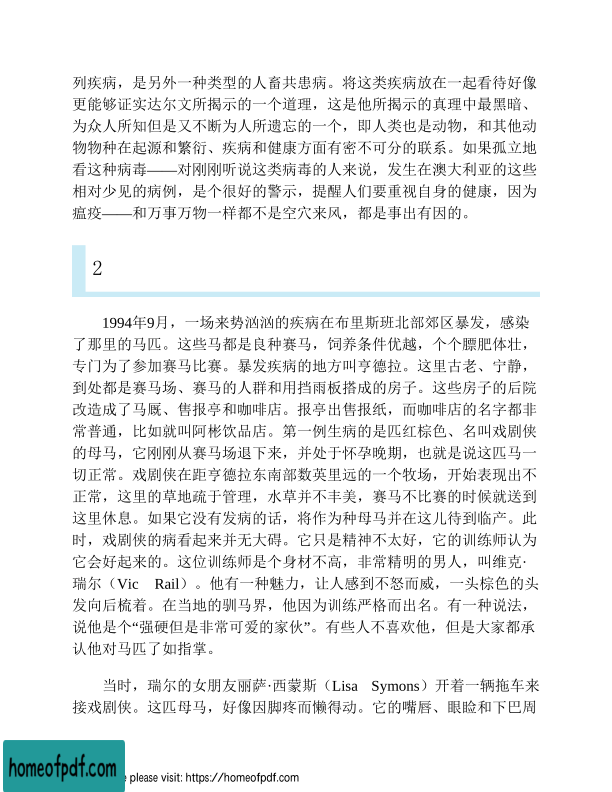 列疾病，是另外一种类型的人畜共患病。将这类疾病放在一起看待好像
更能够证实达尔文所揭示的一个道理，这是他所揭示的真理中最黑暗、
为众人所知但是又不断为人所遗忘的一个，即人类也是动物，和其他动
物物种在起源和繁衍、疾病和健康方面有密不可分的联系。如果孤立地
看这种病毒——对刚刚听说这类病毒的人来说，发生在澳大利亚的这些
相对少见的病例，是个很好的警示，提醒人们要重视自身的健康，因为
瘟疫——和万事万物一样都不是空穴来风，都是事出有因的。
2
1994年9月，一场来势汹汹的疾病在布里斯班北部郊区暴发，感染
了那里的马匹。这些马都是良种赛马，饲养条件优越，个个膘肥体壮，
专门为了参加赛马比赛。暴发疾病的地方叫亨德拉。这里古老、宁静，
到处都是赛马场、赛马的人群和用挡雨板搭成的房子。这些房子的后院
改造成了马厩、售报亭和咖啡店。报亭出售报纸，而咖啡店的名字都非
常普通，比如就叫阿彬饮品店。第一例生病的是匹红棕色、名叫戏剧侠
的母马，它刚刚从赛马场退下来，并处于怀孕晚期，也就是说这匹马一
切正常。戏剧侠在距亨德拉东南部数英里远的一个牧场，开始表现出不
正常，这里的草地疏于管理，水草并不丰美，赛马不比赛的时候就送到
这里休息。如果它没有发病的话，将作为种母马并在这儿待到临产。此
时，戏剧侠的病看起来并无大碍。它只是精神不太好，它的训练师认为
它会好起来的。这位训练师是个身材不高，非常精明的男人，叫维克·
瑞尔（Vic Rail）。他有一种魅力，让人感到不怒而威，一头棕色的头
发向后梳着。在当地的驯马界，他因为训练严格而出名。有一种说法，
说他是个“强硬但是非常可爱的家伙”。有些人不喜欢他，但是大家都承
认他对马匹了如指掌。
当时，瑞尔的女朋友丽萨·西蒙斯（Lisa Symons）开着一辆拖车来
接戏剧侠。这匹母马，好像因脚疼而懒得动。它的嘴唇、眼睑和下巴周
homeofpdf.com
please visit: https://homeofpdf.com